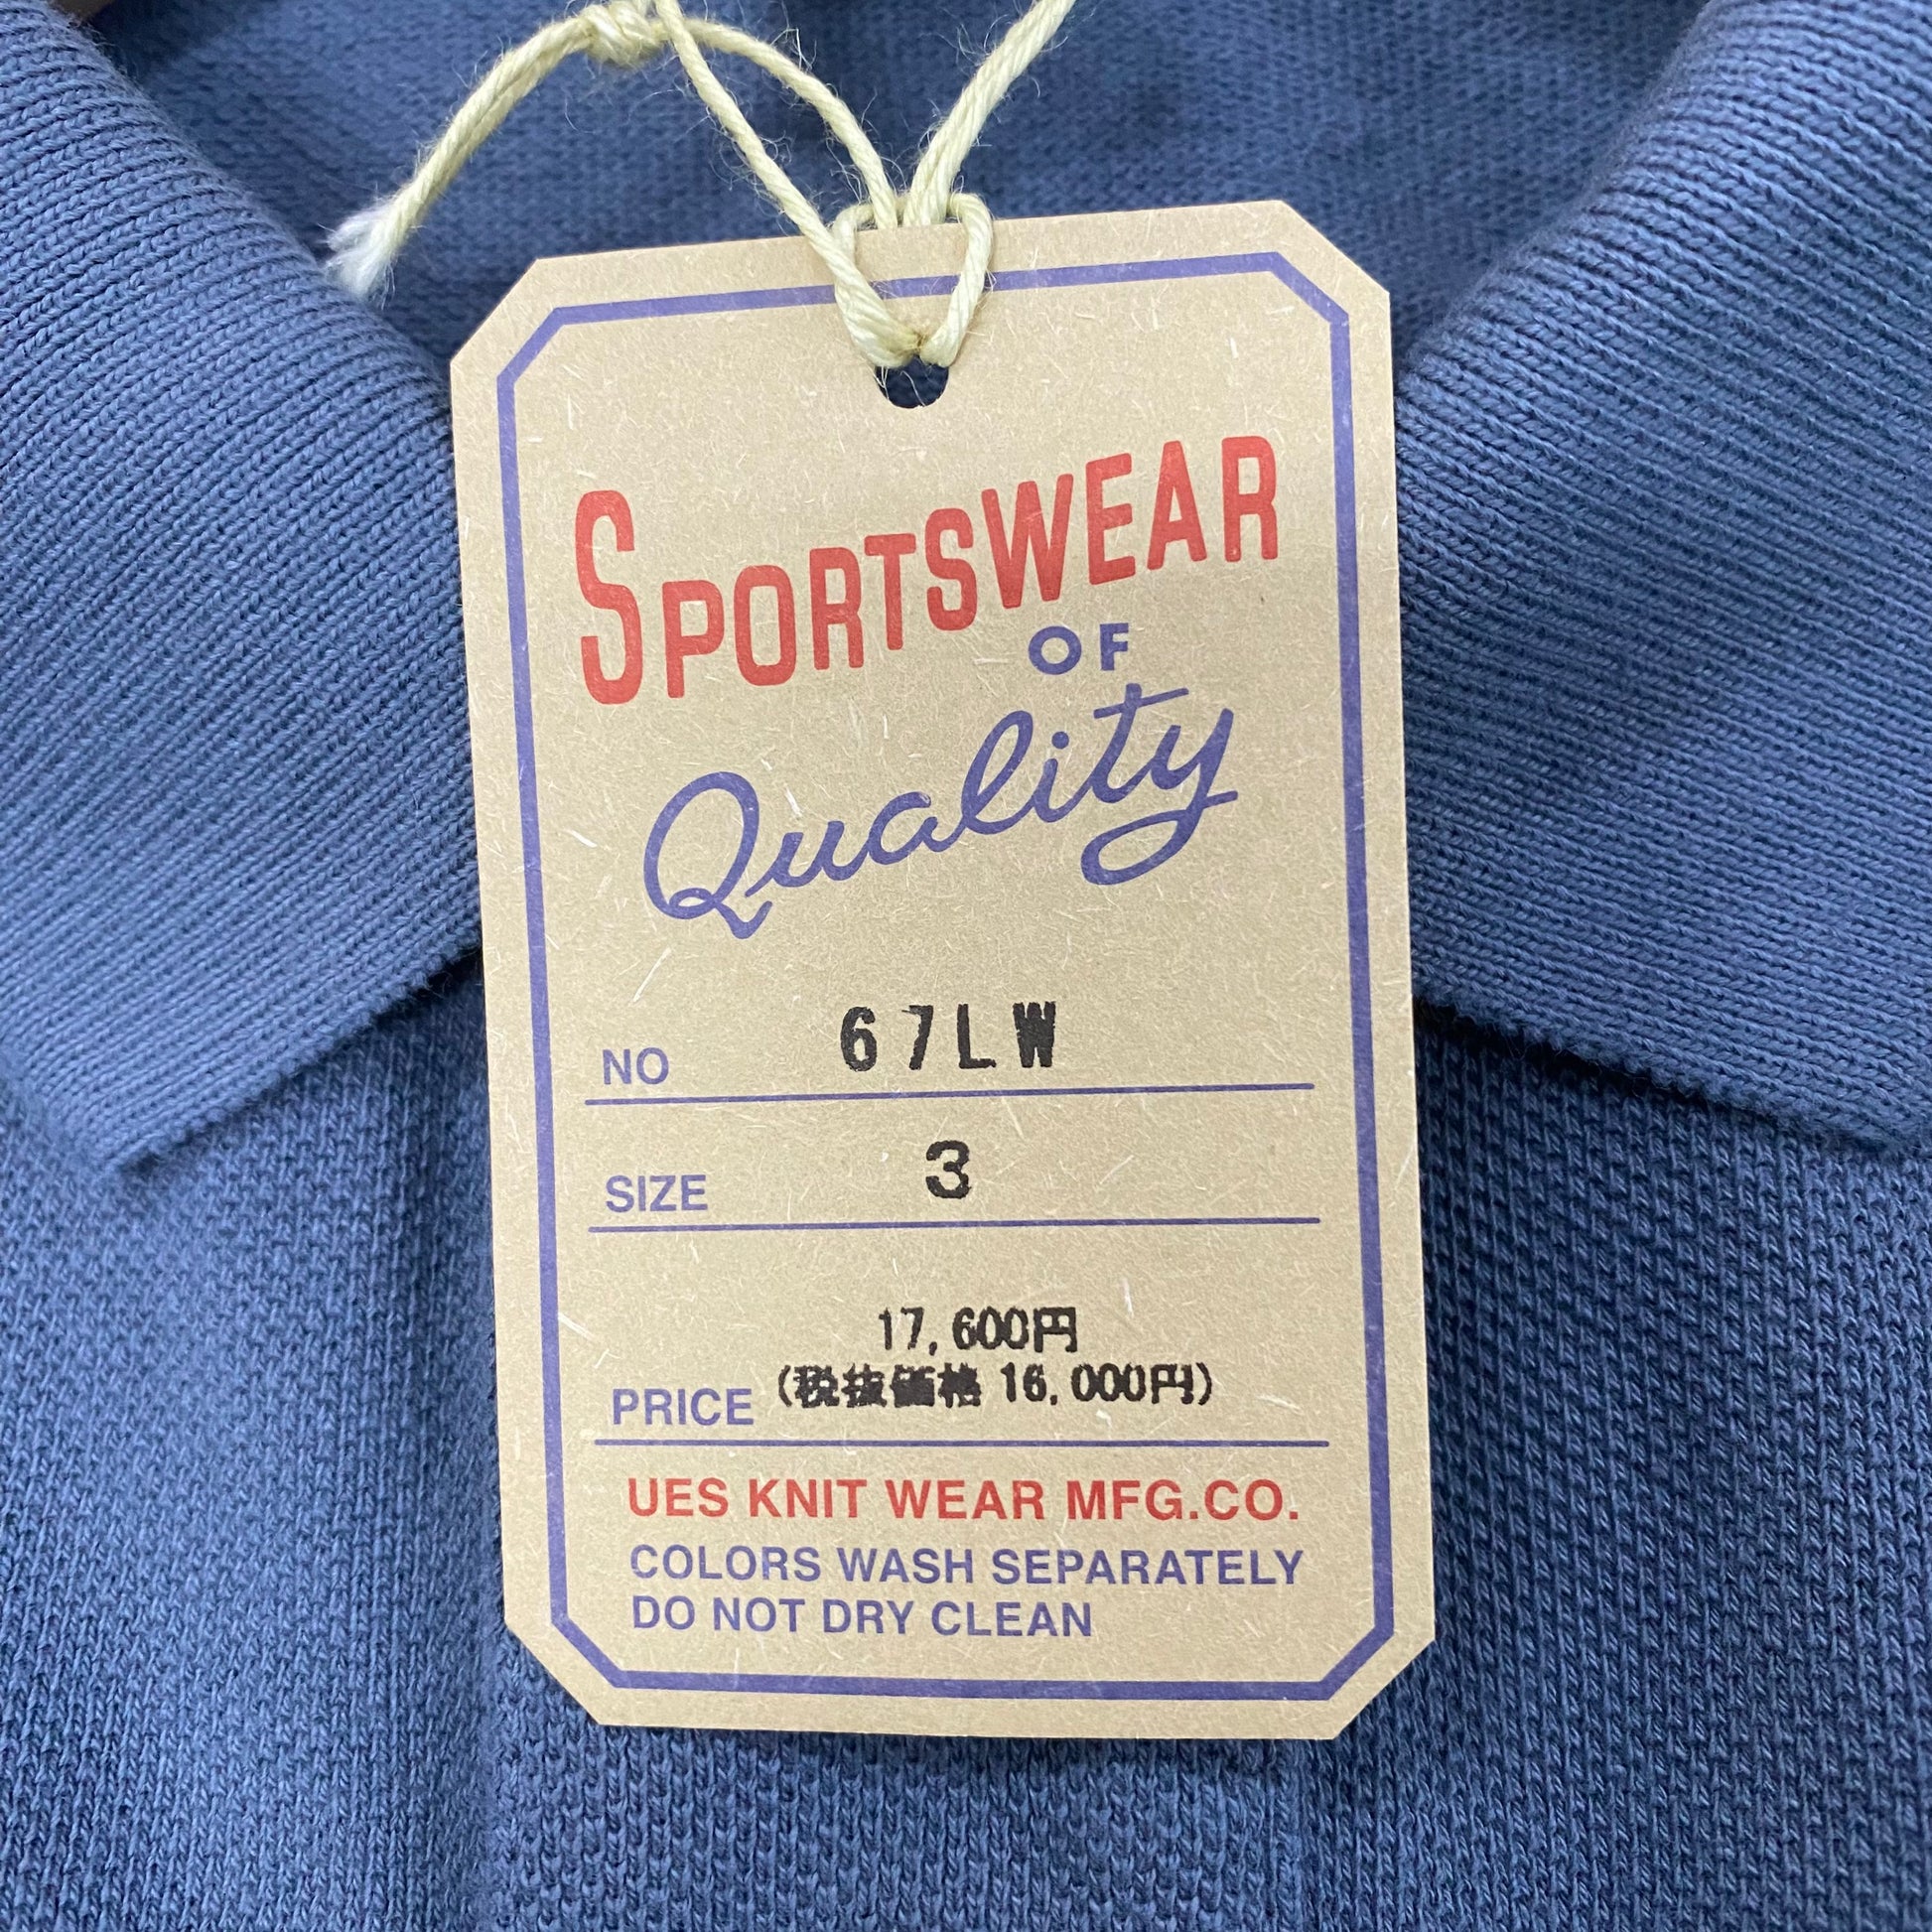 SPORTSWEAR
OF
Quality
NO 67LW
SIZE 3
17,600円
PRICE (税抜価格 16,000円)
UES KNIT WEAR MFG.CO.
COLORS WASH SEPARATELY
DO NOT DRY CLEAN